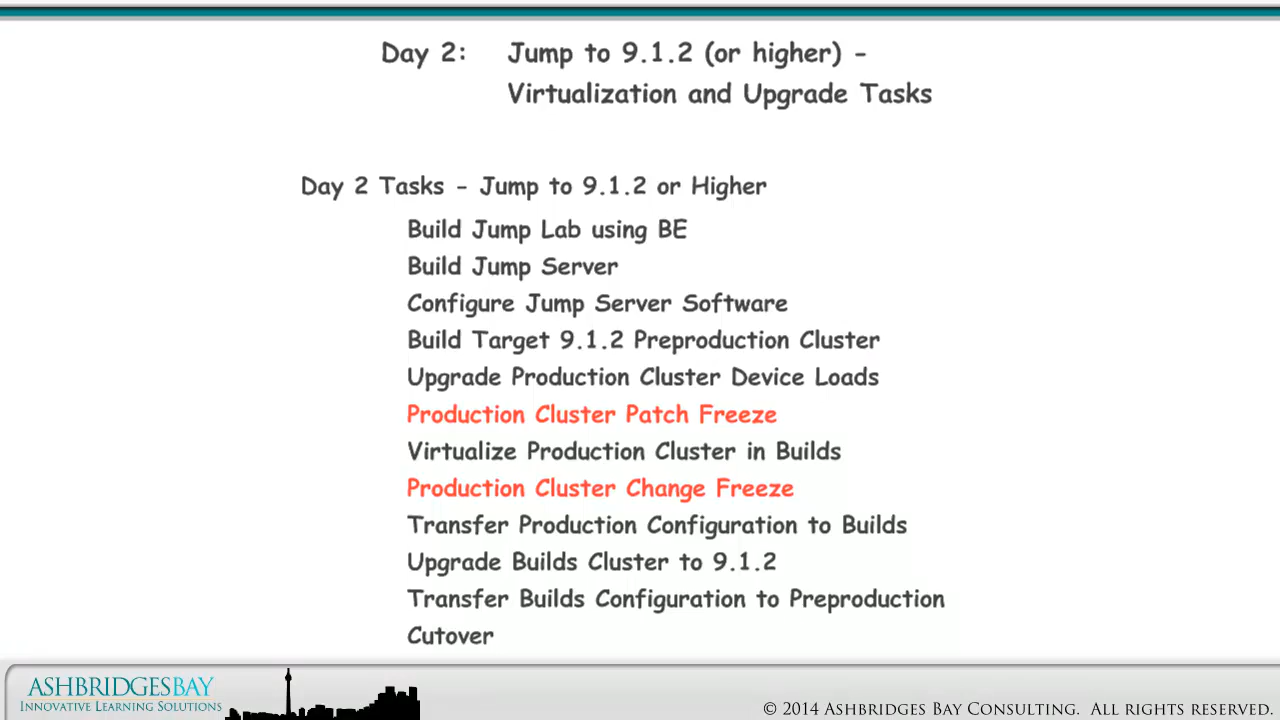 Day 2: Jump to 9.1.2 (or higher) -
Virtualization and Upgrade Tasks
Day 2 Tasks - Jump to 9.1.2 or Higher
Build Jump Lab using BE
Build Jump Server
Configure Jump Server Software
Build Target 9.1.2 Preproduction Cluster
Upgrade Production Cluster Device Loads
Production Cluster Patch Freeze
Virtualize Production Cluster in Builds
Production Cluster Change Freeze
Transfer Production Configuration to Builds
Upgrade Builds Cluster to 9.1.2
Transfer Builds Configuration to Preproduction
Cutover
ASHBRIDGESBAY
INNOVATIVE LEARNING SOLUTIONS
© 2014 ASHBRIDGES BAY CONSULTING. ALL RIGHTS RESERVED.